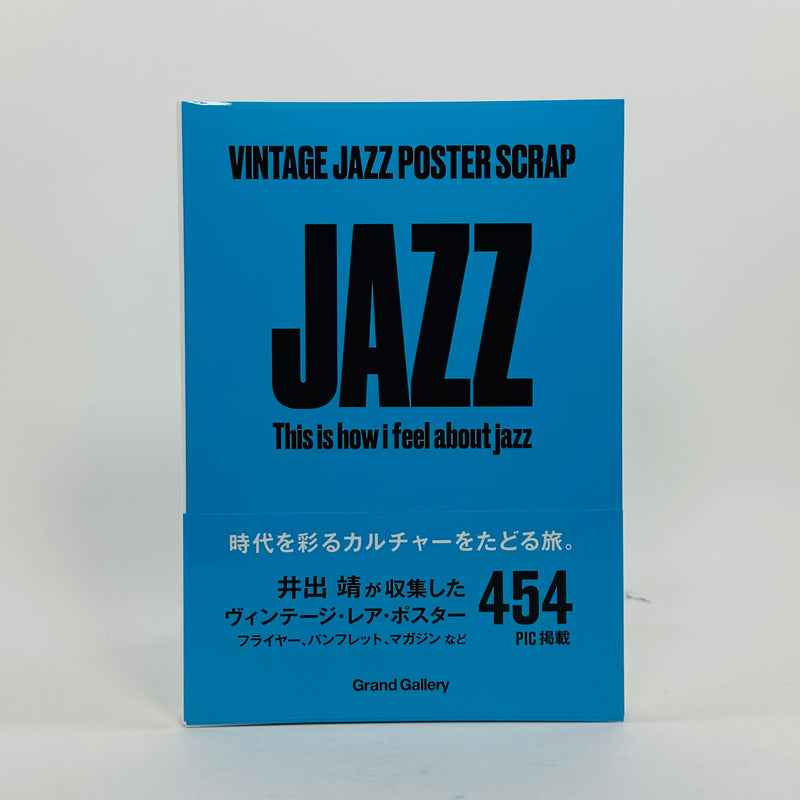 VINTAGE JAZZ POSTER SCRAP
JAZZ
This is how i feel about jazz
時代を彩るカルチャーをたどる旅。
井出 靖が収集した
ヴィンテージ・レア・ポスター
フライヤー、パンフレット、マガジン など
454
PIC 掲載
Grand Gallery